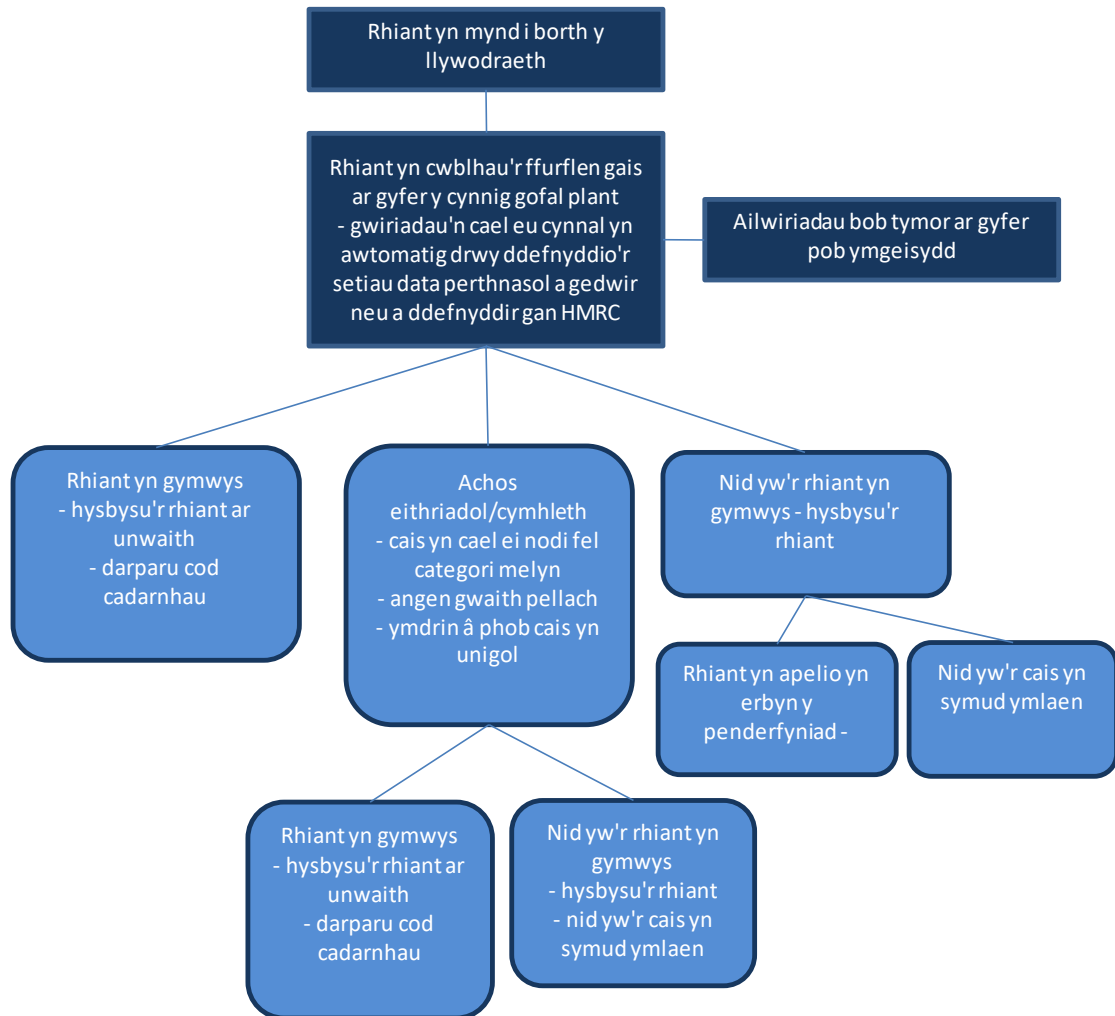 Rhiant yn mynd i borth y
llywodraeth
Rhiant yn cwblhau'r ffurflen gais
ar gyfer y cynnig gofal plant
- gwiriadau'n cael eu cynnal yn
awtomatig drwy ddefnyddio'r
setiau data perthnasol a gedwir
neu a ddefnyddir gan HMRC
Ailwiriadau bob tymor ar gyfer
pob ymgeisydd
Rhiant yn gymwys
- hysbysu'r rhiant ar
unwaith
- darparu cod
cadarnhau
Achos
eithriadol/cymhleth
- cais yn cael ei nodi fel
categori melyn
- angen gwaith pellach
- ymdrin â phob cais yn
unigol
Nid yw'r rhiant yn
gymwys - hysbysu'r
rhiant
Rhiant yn apelio yn
erbyn y
penderfyniad -
Nid yw'r cais yn
symud ymlaen
Rhiant yn gymwys
- hysbysu'r rhiant ar
unwaith
- darparu cod
cadarnhau
Nid yw'r rhiant yn
gymwys
- hysbysu'r rhiant
- nid yw'r cais yn
symud ymlaen